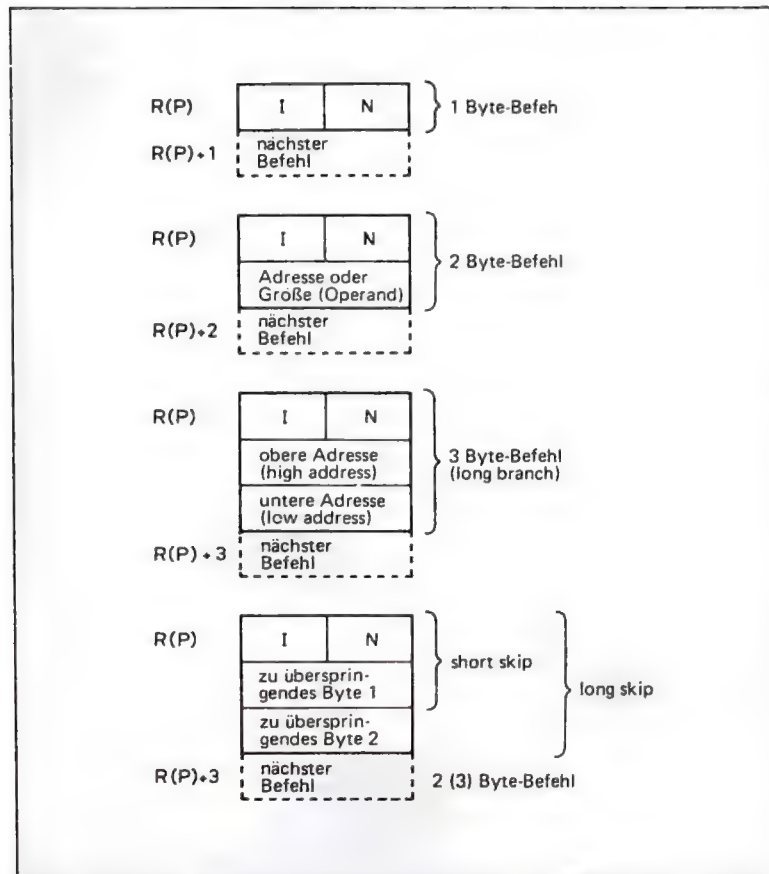 R(P) I N 1 Byte-Befeh
R(P)+1 nächster
Befehl
R(P) I N
2 Byte-Befehl
Adresse oder
Größe (Operand)
R(P)+2 nächster
Befehl
R(P) I N
obere Adresse
(high address)
3 Byte-Befehl
(long branch)
untere Adresse
(low address)
R(P) + 3 nächster
Befehl
R(P) I N
short skip
zu übersprin-
gendes Byte 1
long skip
zu übersprin-
gendes Byte 2
R(P)+3 nächster
Befehl
2 (3) Byte-Befehl